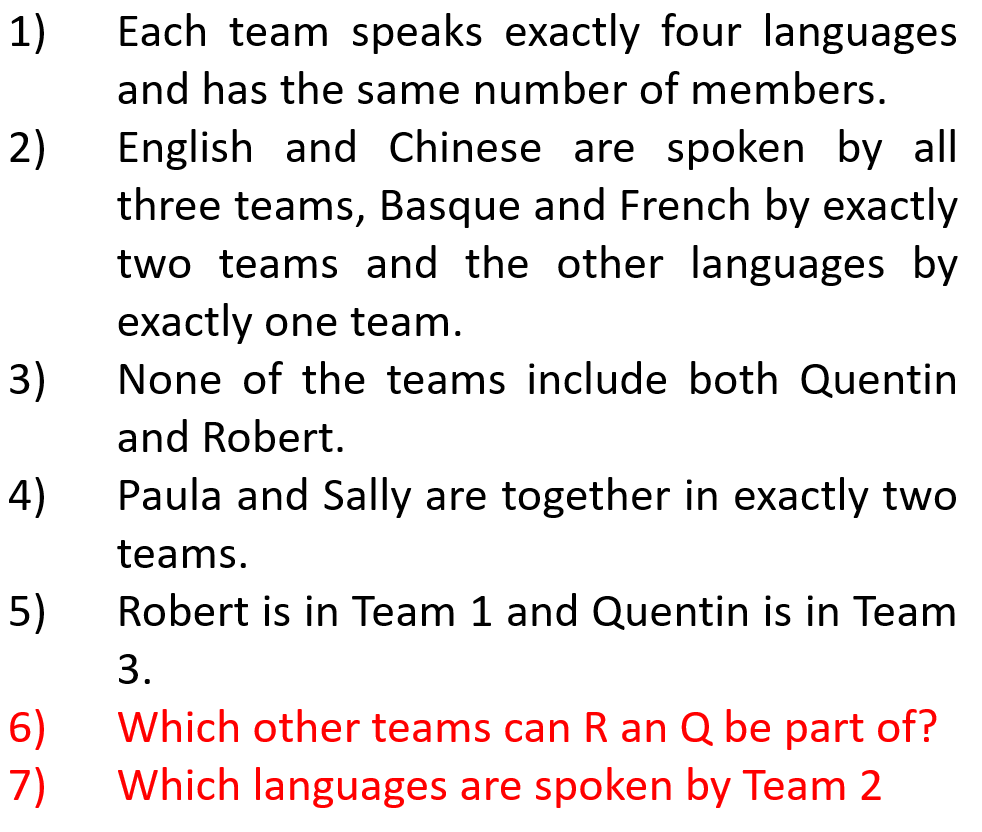 1) Each team speaks exactly four languages
and has the same number of members.
2) English and Chinese are spoken by all
three teams, Basque and French by exactly
two teams and the other languages by
exactly one team.
3) None of the teams include both Quentin
and Robert.
4) Paula and Sally are together in exactly two
teams.
5) Robert is in Team 1 and Quentin is in Team
3.
6) Which other teams can R an Q be part of?
7) Which languages are spoken by Team 2